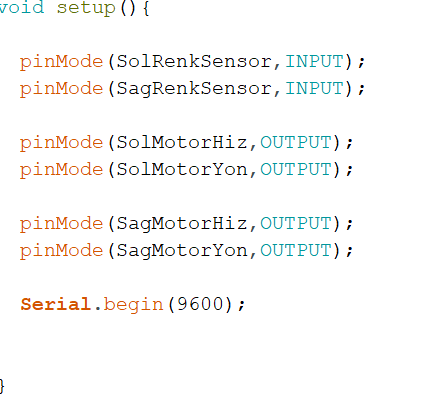 void setup(){
pinMode(SolRenkSensor,INPUT);
pinMode(SagRenkSensor,INPUT);
pinMode(SolMotorHiz,OUTPUT);
pinMode(SolMotorYon,OUTPUT);
pinMode(SagMotorHiz,OUTPUT);
pinMode(SagMotorYon,OUTPUT);
Serial.begin(9600);
}